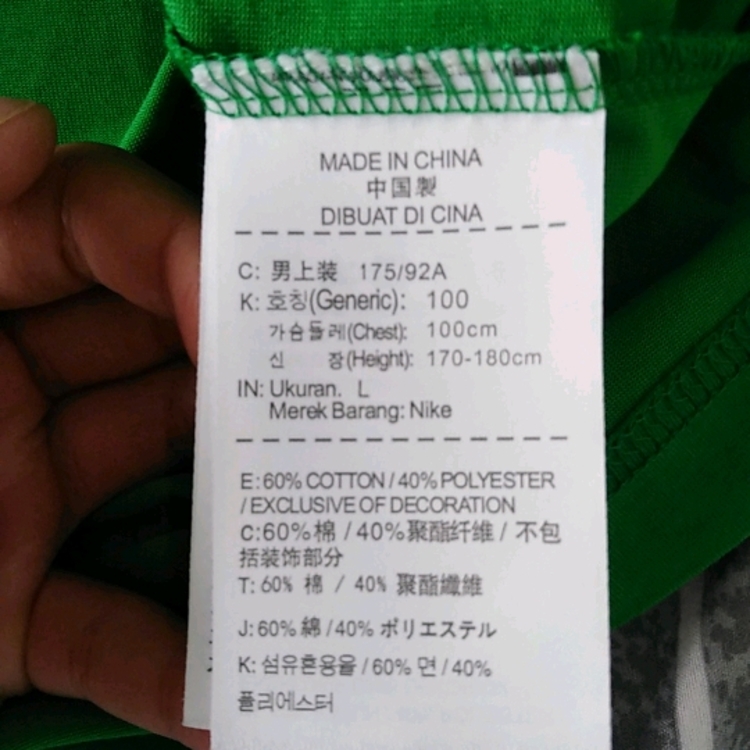 MADE IN CHINA
中国製
DIBUAT DI CINA
C: 男上装 175/92A
K: 호칭(Generic): 100
가슴둘레(Chest): 100cm
신 장(Height): 170-180cm
IN: Ukuran. L
Merek Barang: Nike
E: 60% COTTON / 40% POLYESTER
/ EXCLUSIVE OF DECORATION
C: 60% 棉 / 40% 聚酯纤维 / 不包
括装饰部分
T: 60% 棉 / 40% 聚酯纖維
J: 60% 綿 / 40% ポリエステル
K: 섬유혼용율 / 60% 면 / 40%
폴리에스터